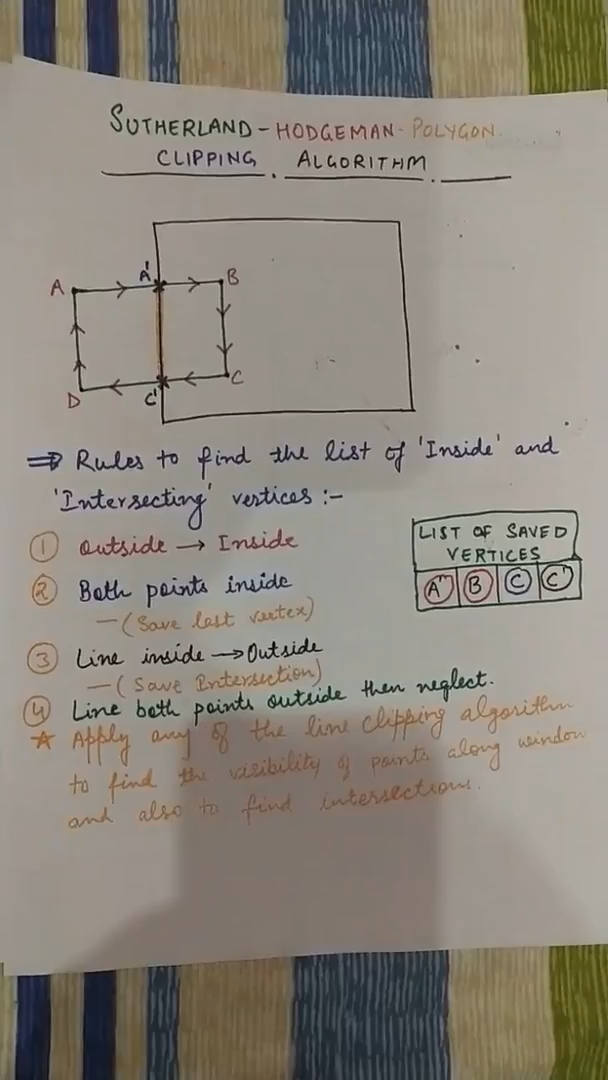 SUTHERLAND-HODGEMAN-POLYGON
CLIPPING ALGORITHM
A A' B
D C' C
⇒ Rules to find the list of 'Inside' and
'Intersecting' vertices :-
① Outside → Inside
② Both points inside
- (Save last vertex)
③ Line inside → Outside
- (Save Intersection)
④ Line both points outside then neglect.
LIST OF SAVED
VERTICES
A' B C C'
☆ Apply any of the line clipping algorithm
to find the visibility of points along window
and also to find intersections.